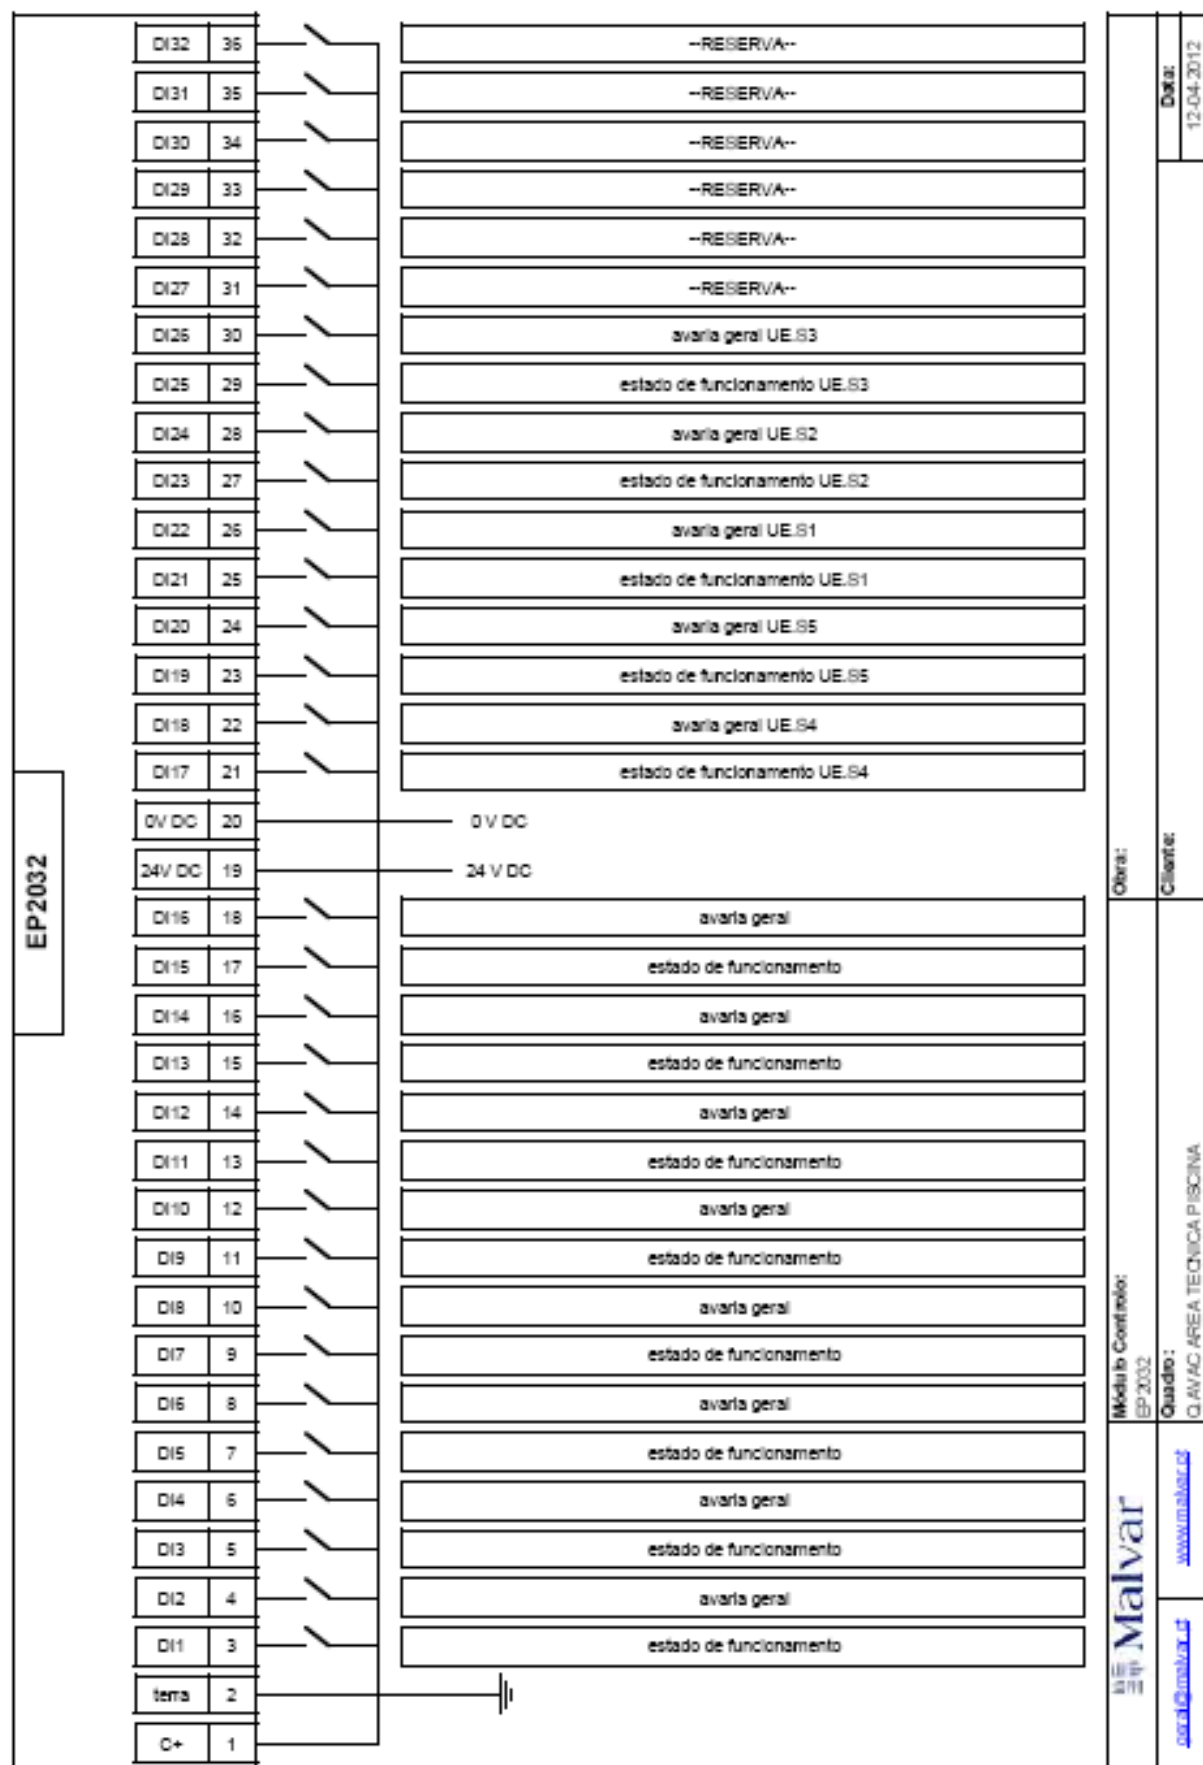 EP2032
DI32 36 --RESERVA--
DI31 35 --RESERVA--
DI30 34 --RESERVA--
DI29 33 --RESERVA--
DI28 32 --RESERVA--
DI27 31 --RESERVA--
DI26 30 avaria geral UE.S3
DI25 29 estado de funcionamento UE.S3
DI24 28 avaria geral UE.S2
DI23 27 estado de funcionamento UE.S2
DI22 26 avaria geral UE.S1
DI21 25 estado de funcionamento UE.S1
DI20 24 avaria geral UE.S5
DI19 23 estado de funcionamento UE.S5
DI18 22 avaria geral UE.S4
DI17 21 estado de funcionamento UE.S4
0V DC 20 0 V DC
24V DC 19 24 V DC
DI16 18 avaria geral
DI15 17 estado de funcionamento
DI14 16 avaria geral
DI13 15 estado de funcionamento
DI12 14 avaria geral
DI11 13 estado de funcionamento
DI10 12 avaria geral
DI9 11 estado de funcionamento
DI8 10 avaria geral
DI7 9 estado de funcionamento
DI6 8 avaria geral
DI5 7 estado de funcionamento
DI4 6 avaria geral
DI3 5 estado de funcionamento
DI2 4 avaria geral
DI1 3 estado de funcionamento
terra 2
C+ 1
Malvar
geral@malvar.pt
www.malvar.pt
Módulo Controlo:
EP2032
Quadro:
Q.AVAC AREA TECNICA PISCINA
Obra:
Cliente:
Data:
12-04-2012